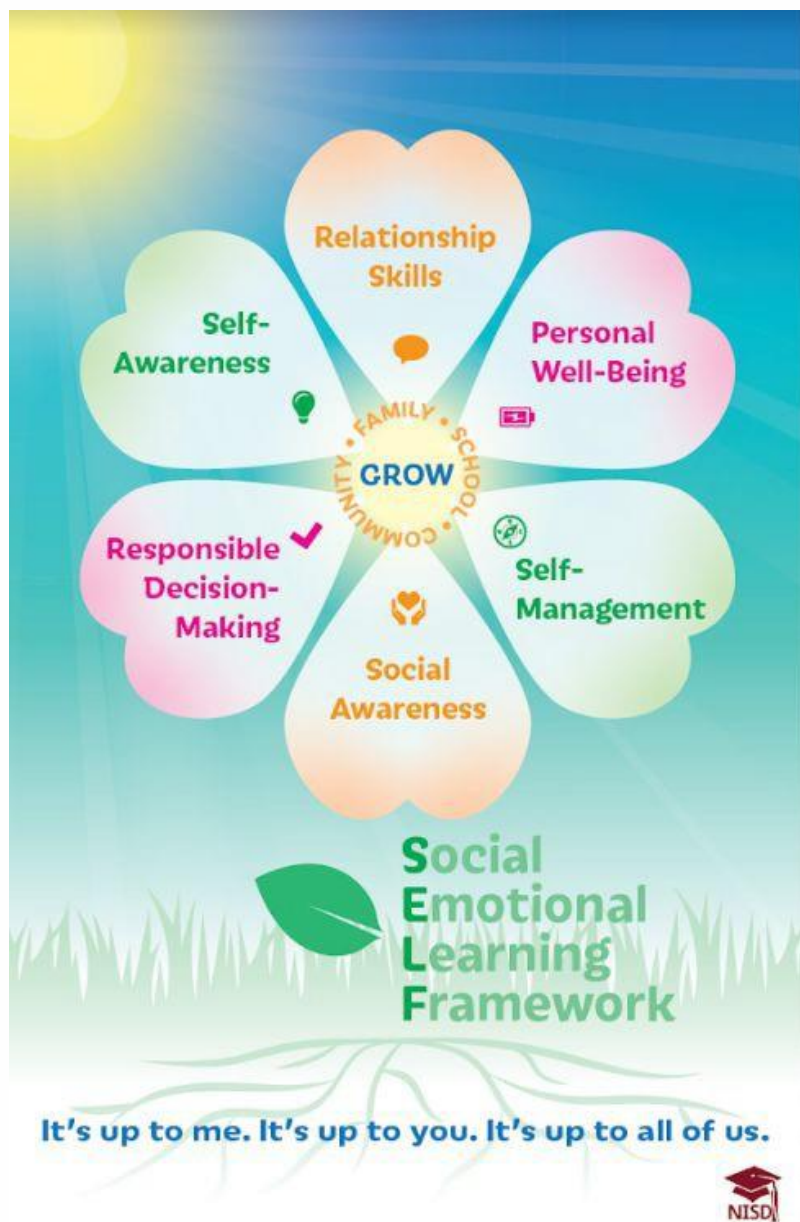 Relationship
Skills
Self-
Awareness
Personal
Well-Being
FAMILY • SCHOOL • COMMUNITY •
GROW
Responsible
Decision-
Making
Self-
Management
Social
Awareness
Social
Emotional
Learning
Framework
It's up to me. It's up to you. It's up to all of us.
NISD